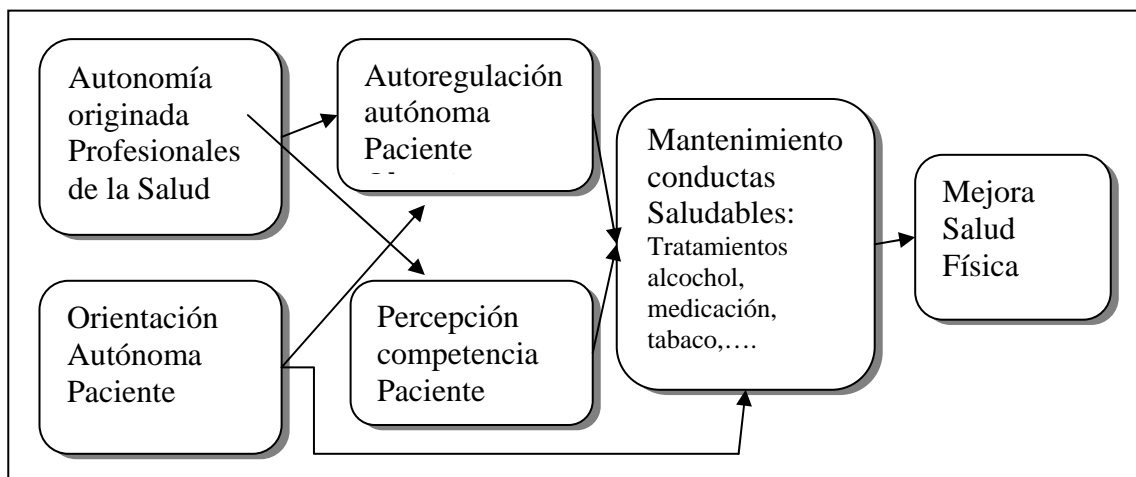 Autonomía
originada
Profesionales
de la Salud
Autoregulación
autónoma
Paciente
Orientación
Autónoma
Paciente
Percepción
competencia
Paciente
Mantenimiento
conductas
Saludables:
Tratamientos
alcochol,
medicación,
tabaco,….
Mejora
Salud
Física